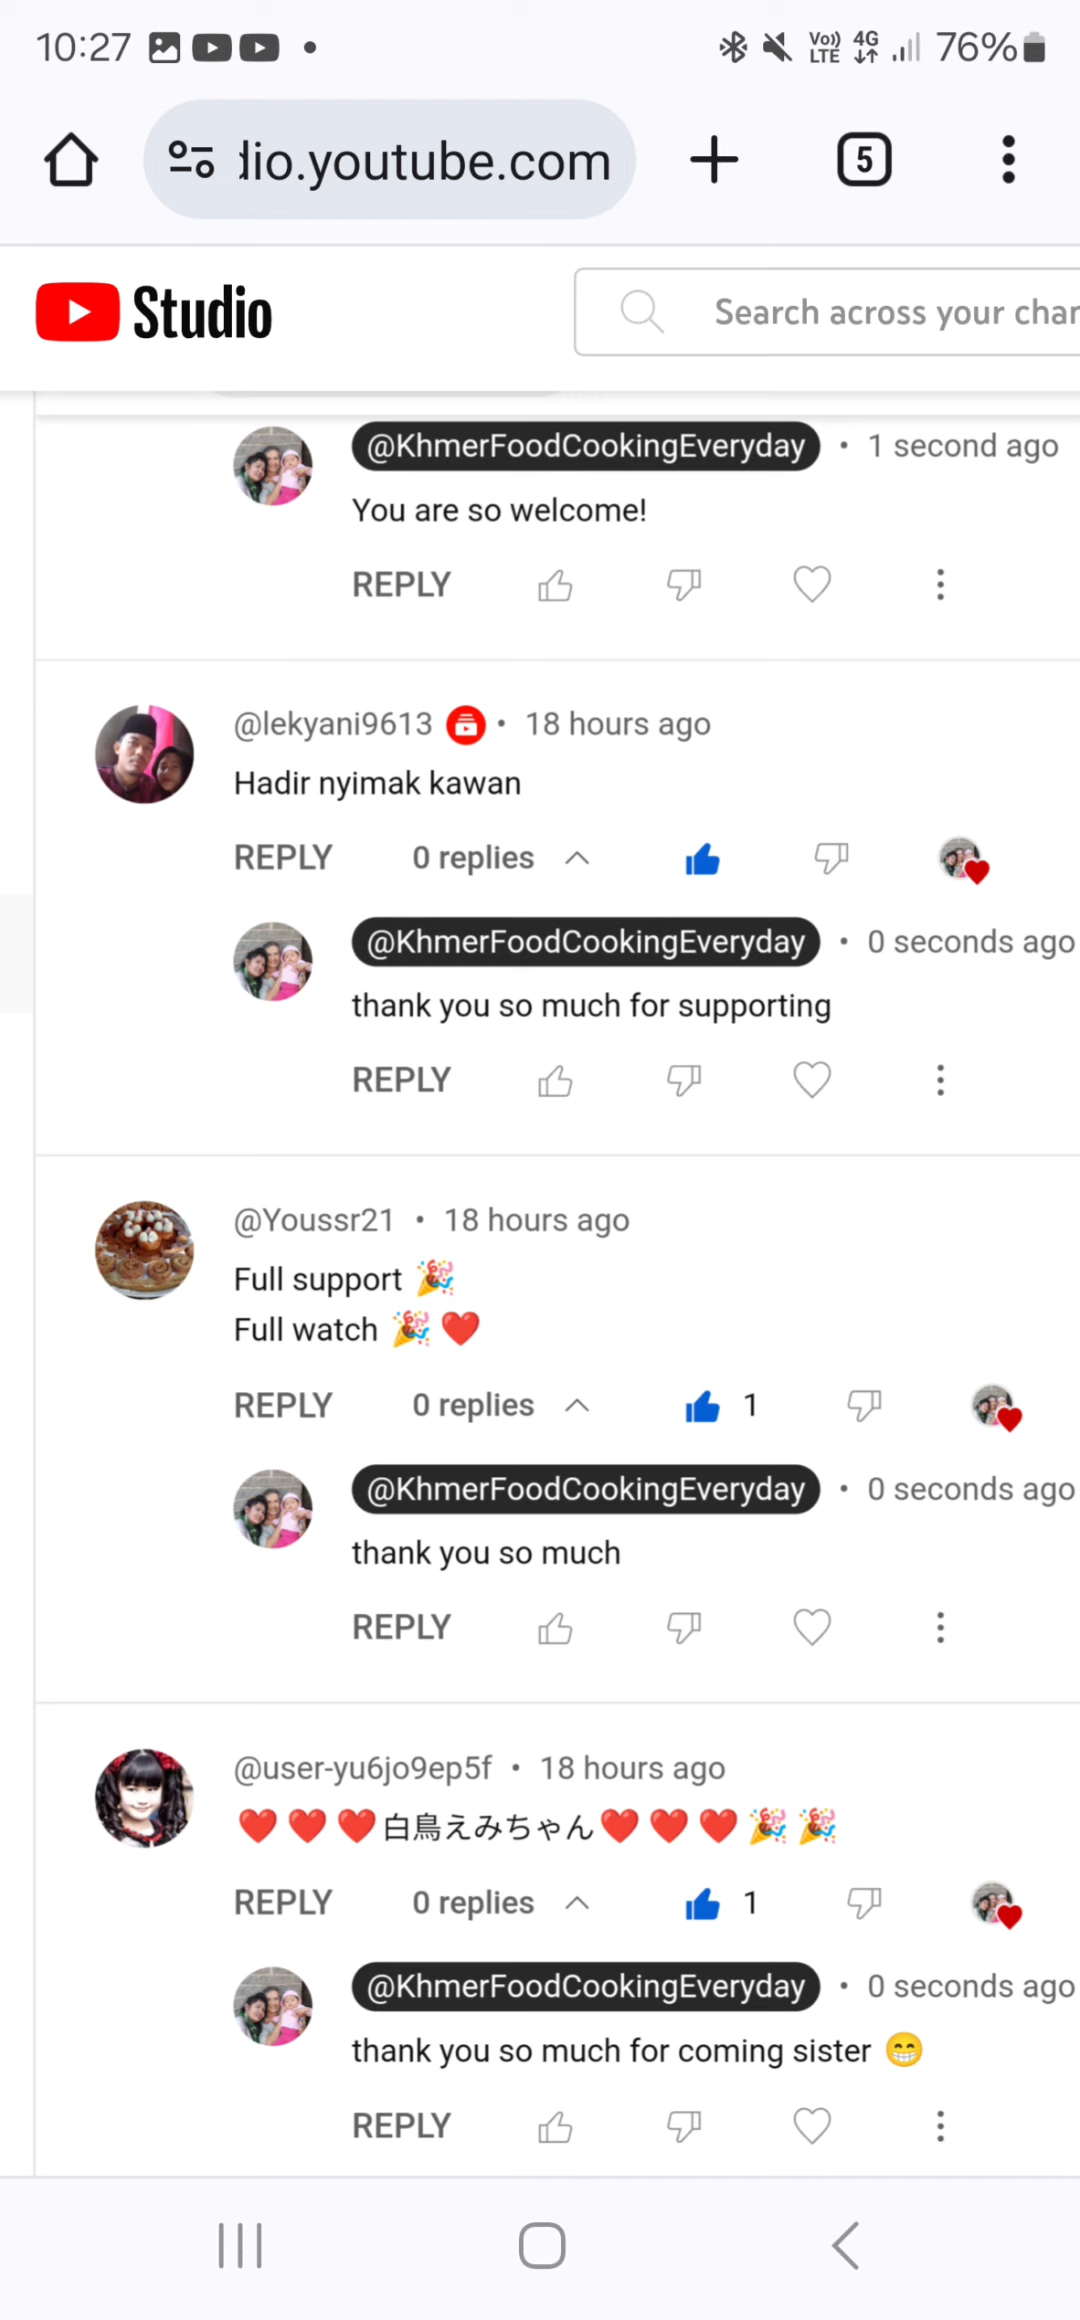 10:27
Vo)) LTE 4G 76%
dio.youtube.com
5
Studio
Search across your
@KhmerFoodCookingEveryday • 1 second ago
You are so welcome!
REPLY
@lekyani9613 • 18 hours ago
Hadir nyimak kawan
REPLY 0 replies
@KhmerFoodCookingEveryday • 0 seconds ago
thank you so much for supporting
REPLY
@Youssr21 • 18 hours ago
Full support 🎉
Full watch 🎉❤️
REPLY 0 replies 1
@KhmerFoodCookingEveryday • 0 seconds ago
thank you so much
REPLY
@user-yu6jo9ep5f • 18 hours ago
❤️❤️❤️白鳥えみちゃん❤️❤️❤️🎉🎉
REPLY 0 replies 1
@KhmerFoodCookingEveryday • 0 seconds ago
thank you so much for coming sister 😁
REPLY